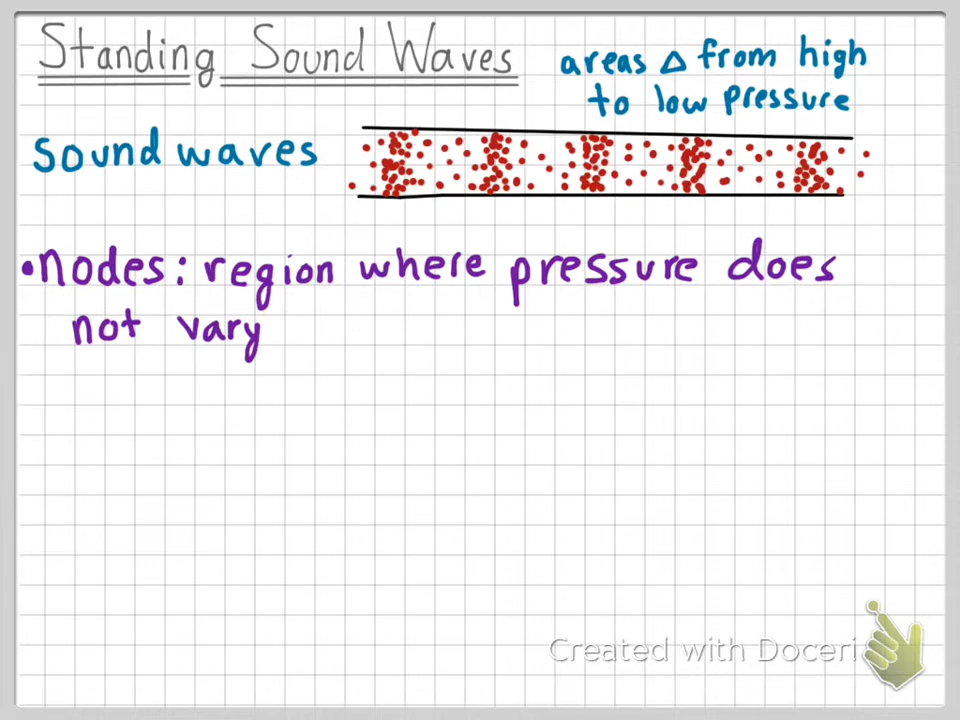 Standing Sound Waves
areas Δ from high
to low pressure
sound waves
•nodes: region where pressure does
not vary
Created with Doceri